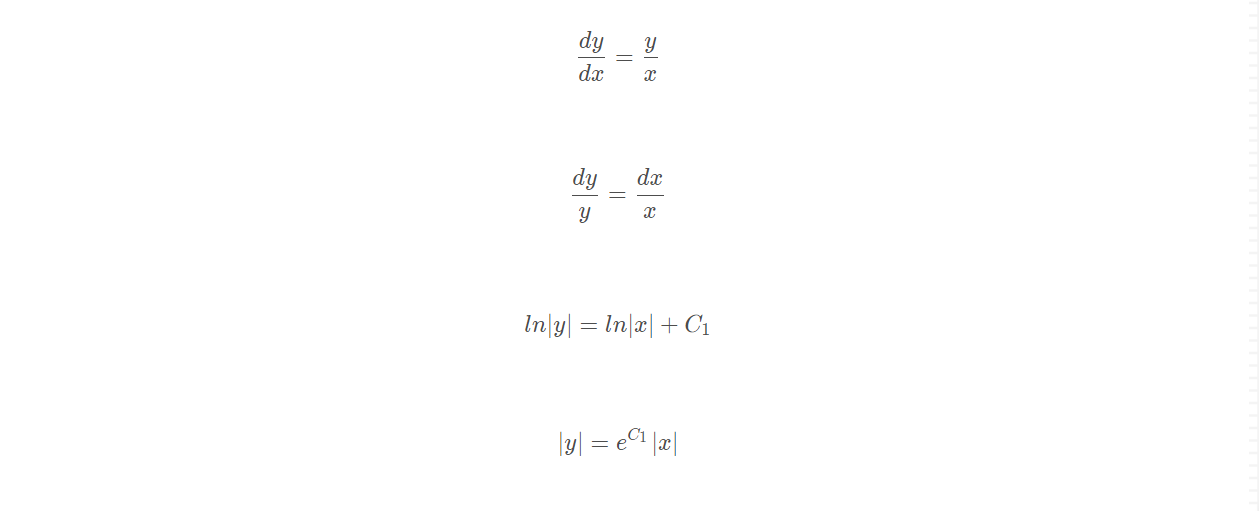 dy/dx = y/x
dy/y = dx/x
ln|y| = ln|x| + C₁
|y| = e^{C₁}|x|